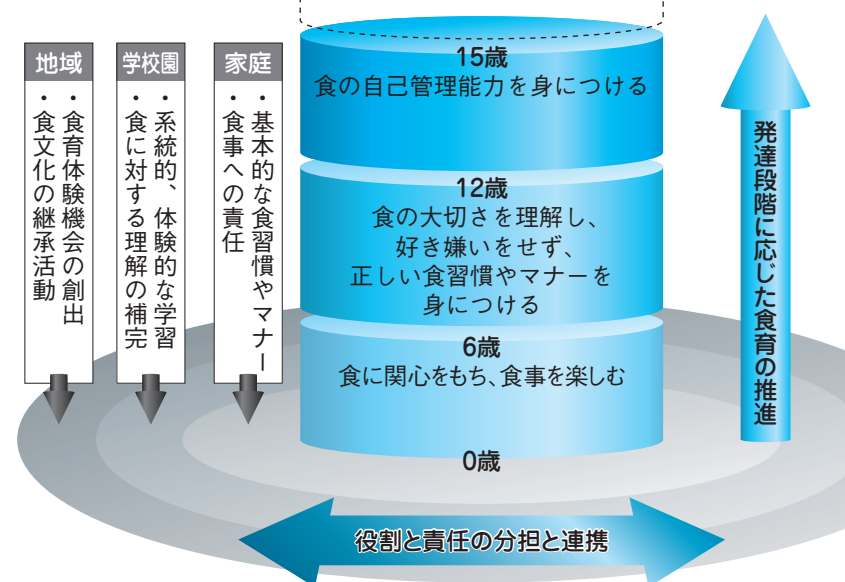 地域
・食育体験機会の創出
・食文化の継承活動
学校園
・系統的、体験的な学習
・食に対する理解の補完
家庭
・基本的な食習慣やマナー
・食事への責任
15歳
食の自己管理能力を身につける
12歳
食の大切さを理解し、
好き嫌いをせず、
正しい食習慣やマナーを
身につける
6歳
食に関心をもち、食事を楽しむ
0歳
発達段階に応じた食育の推進
役割と責任の分担と連携